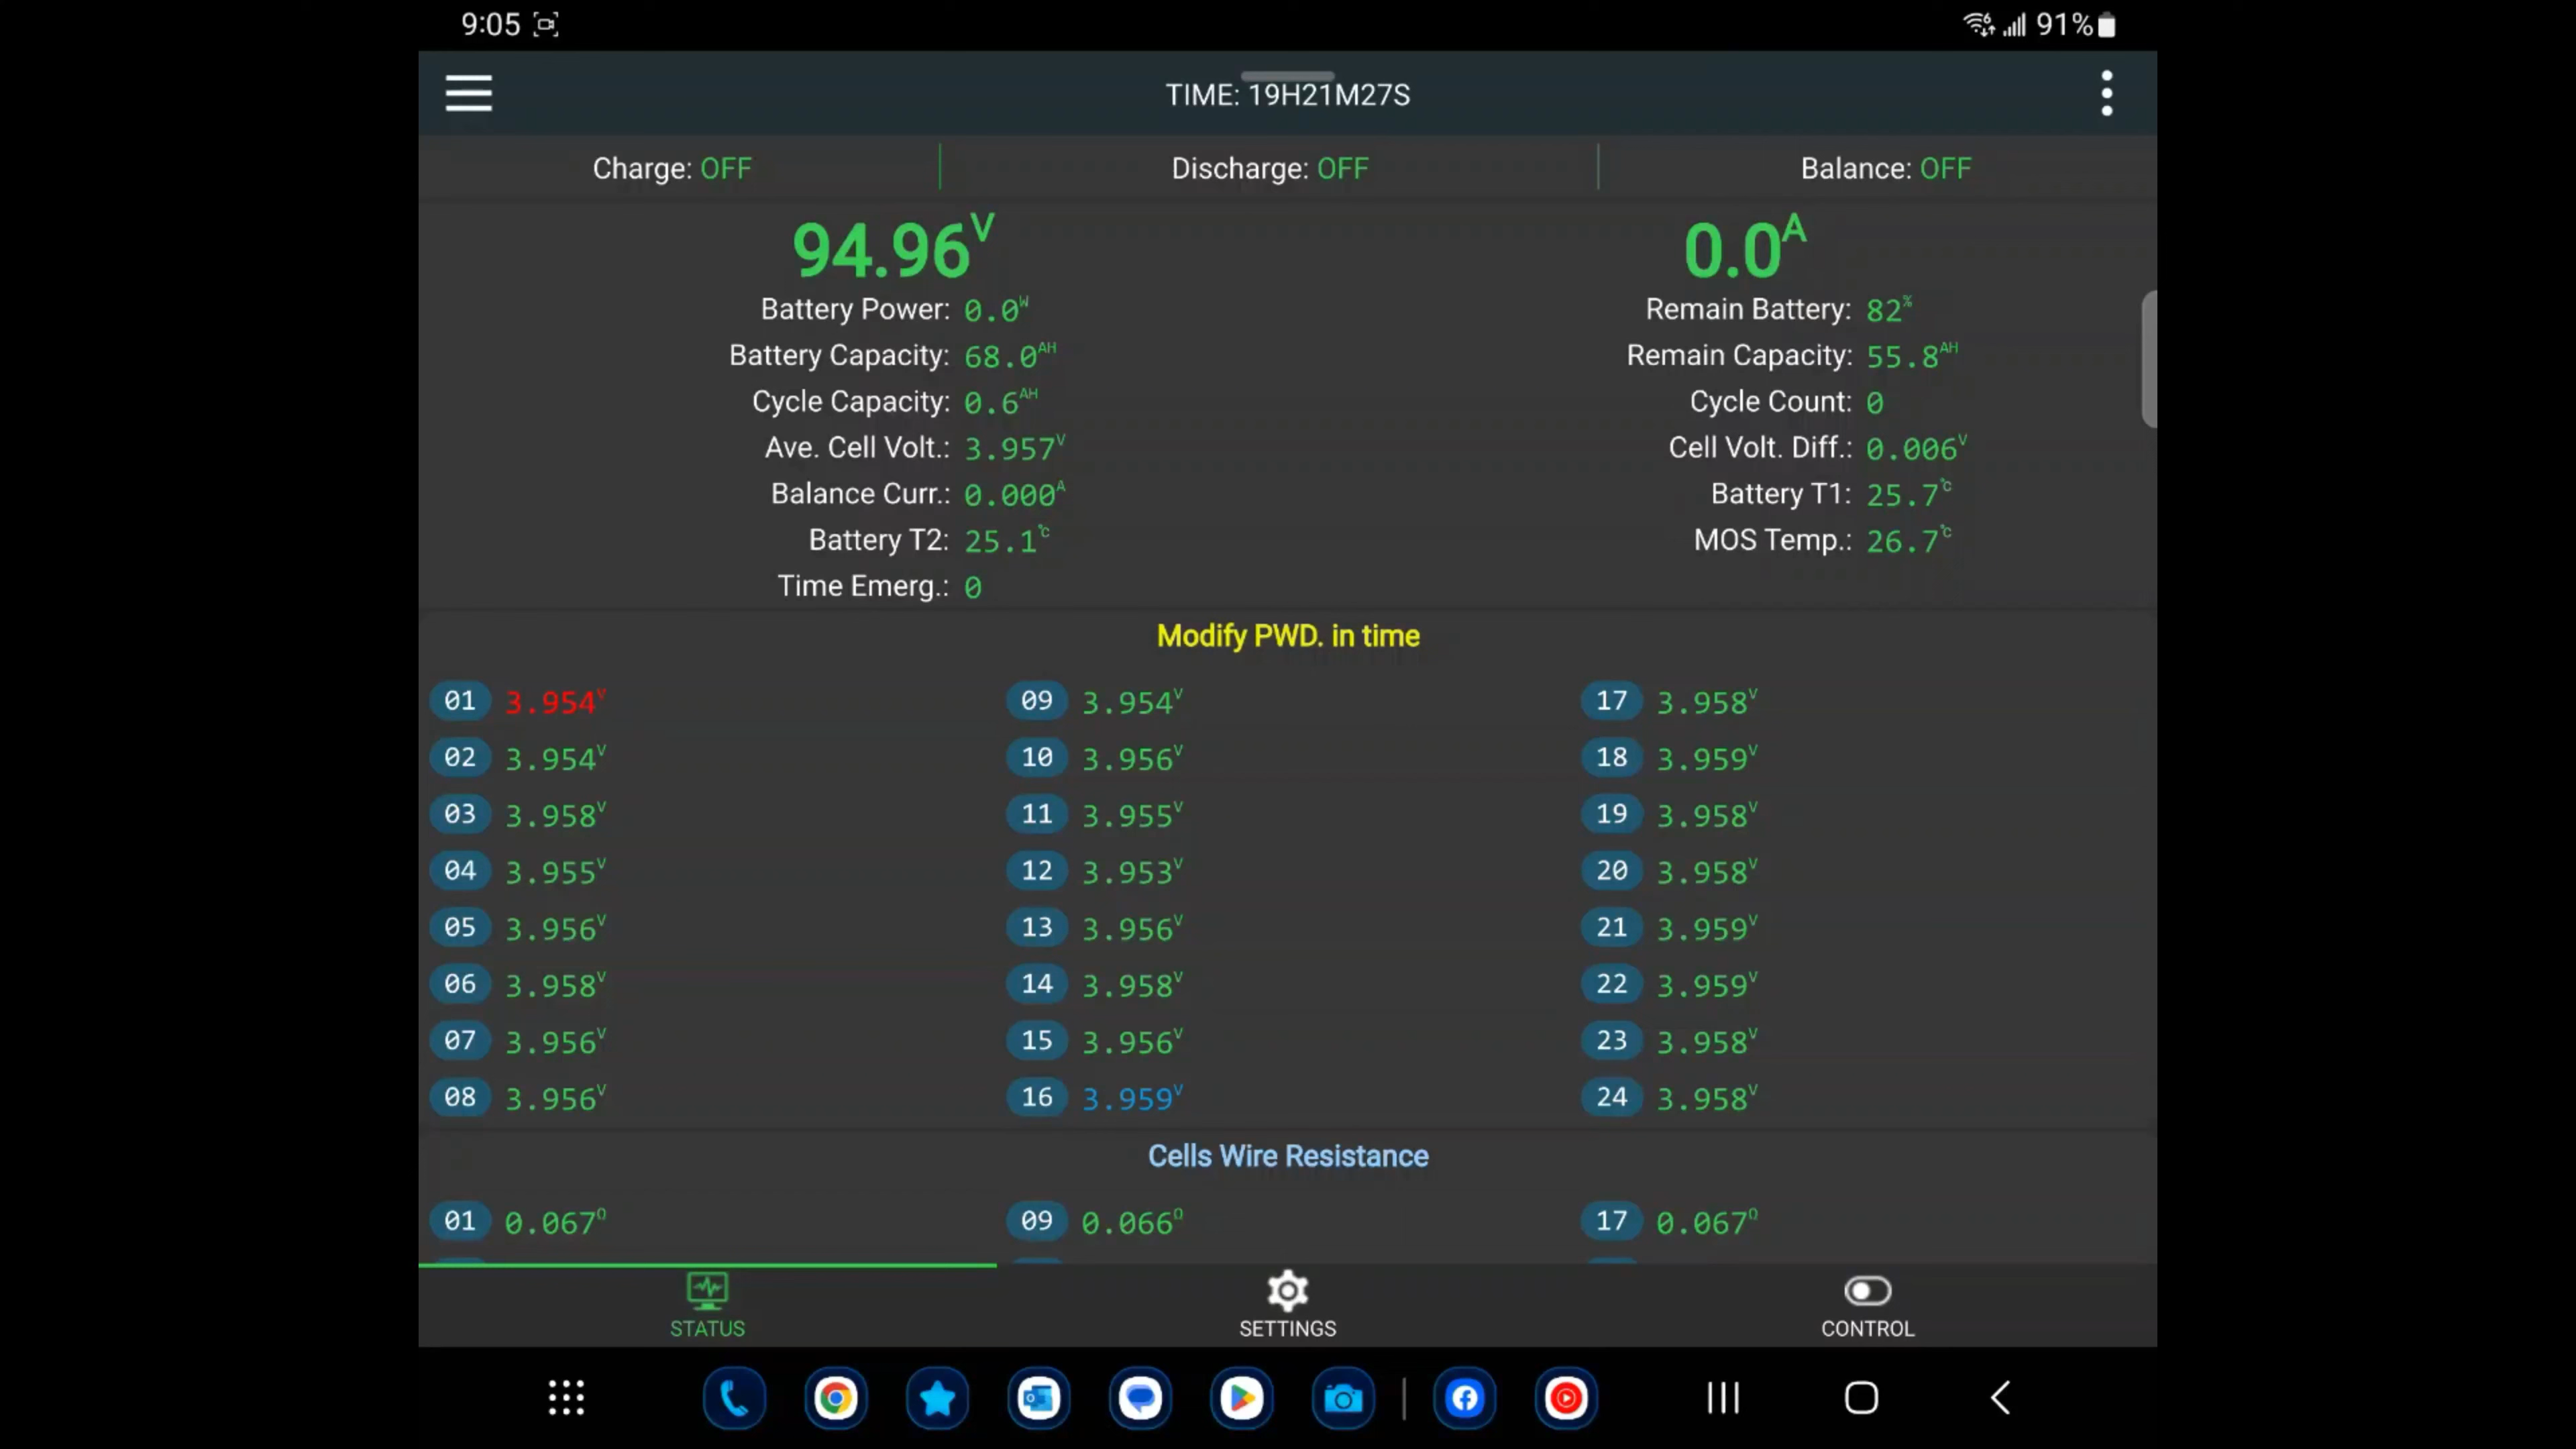 9:05 91%
TIME: 19H21M27S
Charge: OFF Discharge: OFF Balance: OFF
94.96V 0.0A
Battery Power: 0.0W Remain Battery: 82%
Battery Capacity: 68.0AH Remain Capacity: 55.8AH
Cycle Capacity: 0.6AH Cycle Count: 0
Ave. Cell Volt.: 3.957V Cell Volt. Diff.: 0.006V
Balance Curr.: 0.000A Battery T1: 25.7℃
Battery T2: 25.1℃ MOS Temp.: 26.7℃
Time Emerg.: 0
Modify PWD. in time
01 3.954V 09 3.954V 17 3.958V
02 3.954V 10 3.956V 18 3.959V
03 3.958V 11 3.955V 19 3.958V
04 3.955V 12 3.953V 20 3.958V
05 3.956V 13 3.956V 21 3.959V
06 3.958V 14 3.958V 22 3.959V
07 3.956V 15 3.956V 23 3.958V
08 3.956V 16 3.959V 24 3.958V
Cells Wire Resistance
01 0.067Ω 09 0.066Ω 17 0.067Ω
STATUS SETTINGS CONTROL